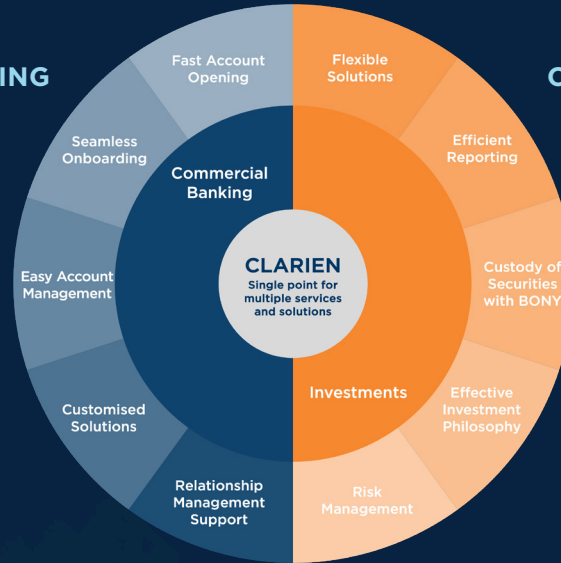 ING
C
Fast Account
Opening
Flexible
Solutions
Seamless
Onboarding
Efficient
Reporting
Commercial
Banking
CLARIEN
Single point for
multiple services
and solutions
Easy Account
Management
Custody of
Securities
with BONY
Customised
Solutions
Investments
Effective
Investment
Philosophy
Relationship
Management
Support
Risk
Management